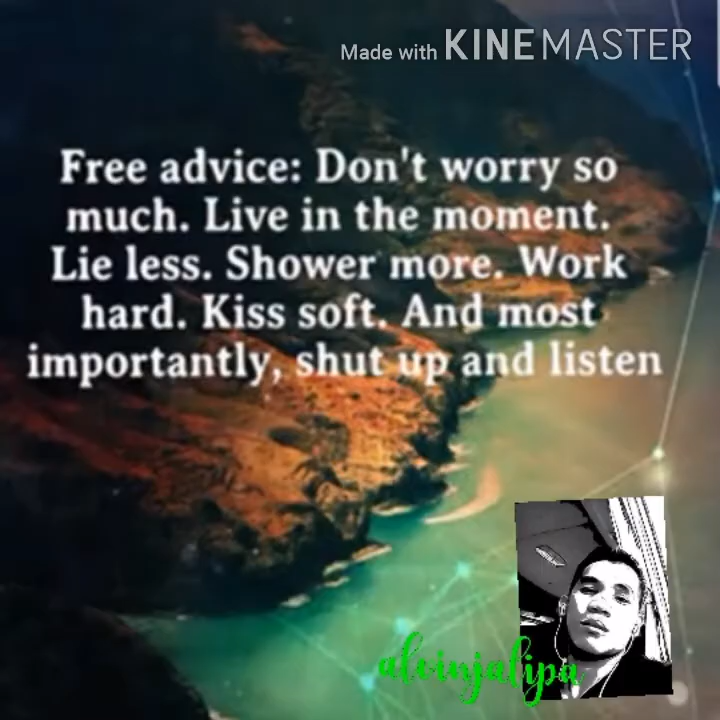 Made with KINEMASTER
Free advice: Don't worry so
much. Live in the moment.
Lie less. Shower more. Work
hard. Kiss soft. And most
importantly, shut up and listen
alvinjalipa